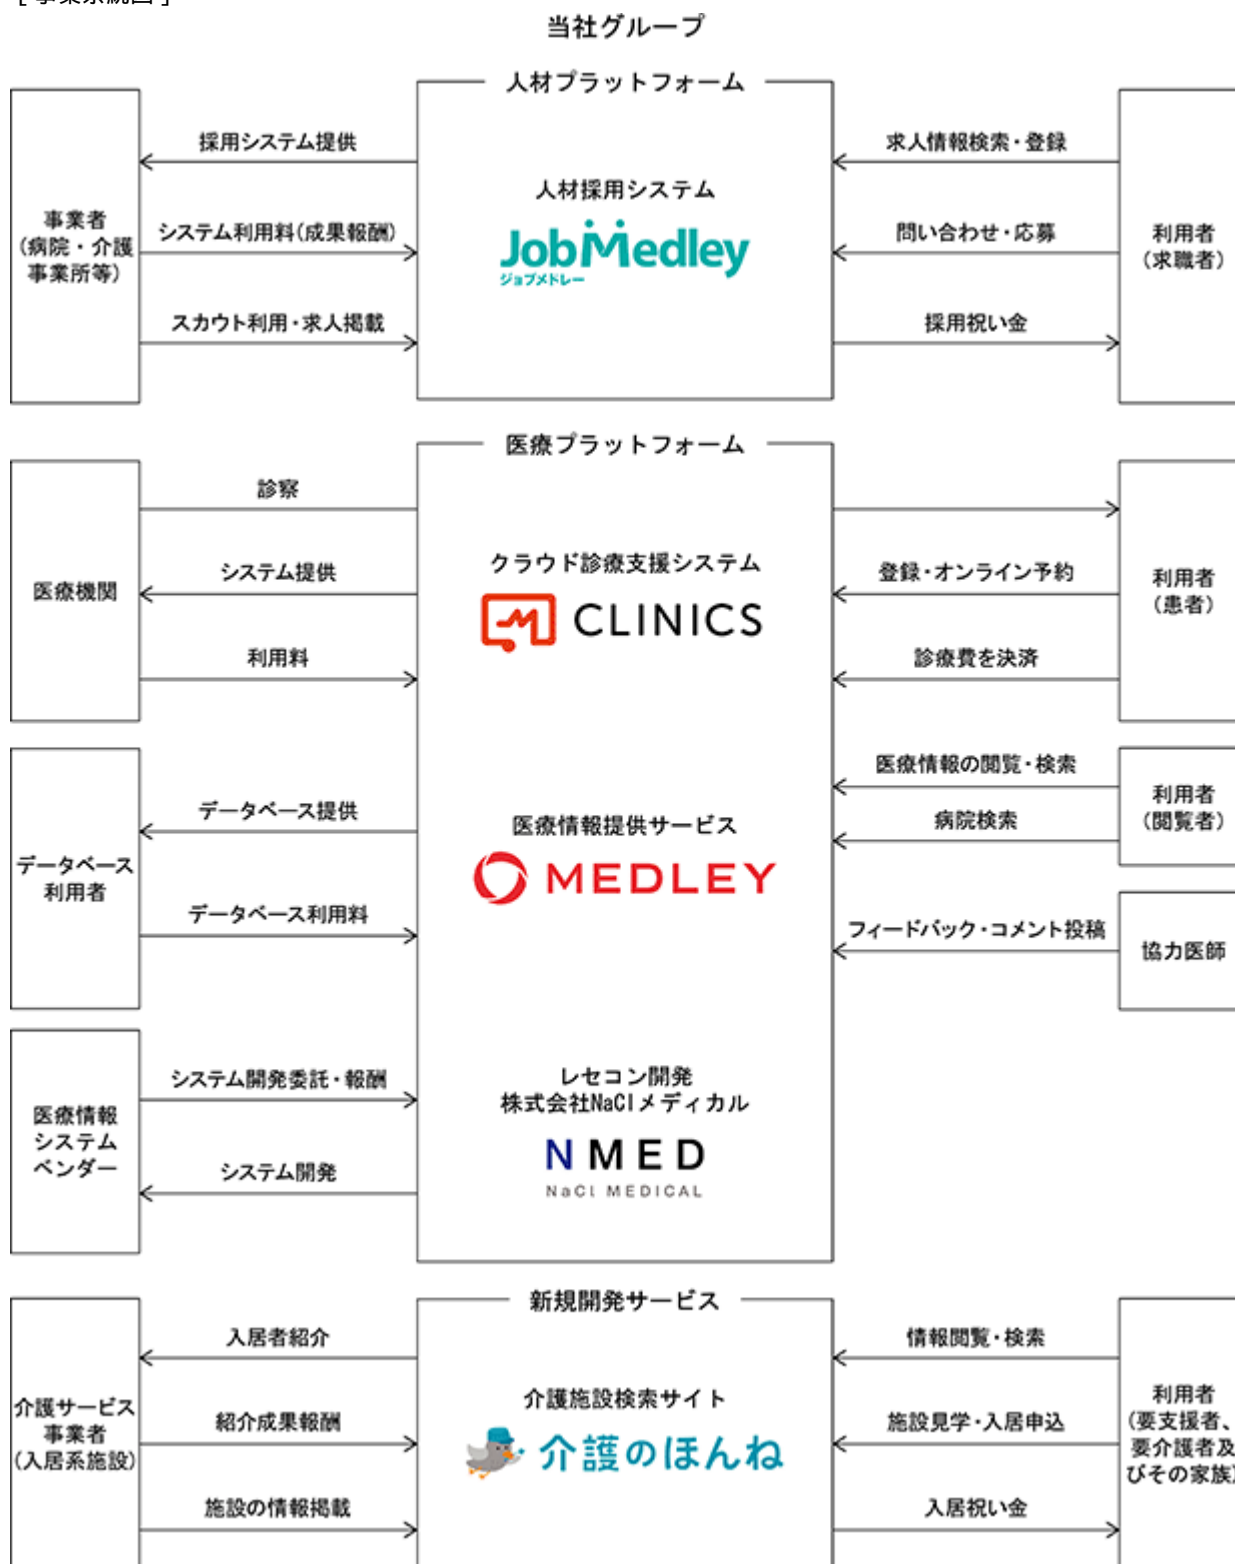 [ 事業系統図 ]
当社グループ
人材プラットフォーム
事業者
(病院・介護
事業所等)
採用システム提供
システム利用料(成果報酬)
スカウト利用・求人掲載
人材採用システム
JobMedley
ジョブメドレー
求人情報検索・登録
問い合わせ・応募
採用祝い金
利用者
(求職者)
医療プラットフォーム
医療機関
診察
システム提供
利用料
クラウド診療支援システム
CLINICS
登録・オンライン予約
診療費を決済
利用者
(患者)
データベース
利用者
データベース提供
データベース利用料
医療情報提供サービス
MEDLEY
医療情報の閲覧・検索
病院検索
利用者
(閲覧者)
フィードバック・コメント投稿
協力医師
医療情報
システム
ベンダー
システム開発委託・報酬
システム開発
レセコン開発
株式会社NaClメディカル
NMED
NaCl MEDICAL
新規開発サービス
介護サービス
事業者
(入居系施設)
入居者紹介
紹介成果報酬
施設の情報掲載
介護施設検索サイト
介護のほんね
情報閲覧・検索
施設見学・入居申込
入居祝い金
利用者
(要支援者、
要介護者及
びその家族)